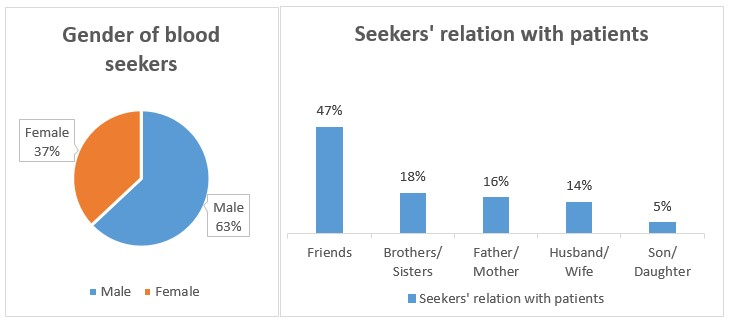 Gender of blood
seekers
Female
37%
Male
63%
Male Female
Seekers' relation with patients
47%
18%
16%
14%
5%
Friends
Brothers/
Sisters
Father/
Mother
Husband/
Wife
Son/
Daughter
Seekers' relation with patients